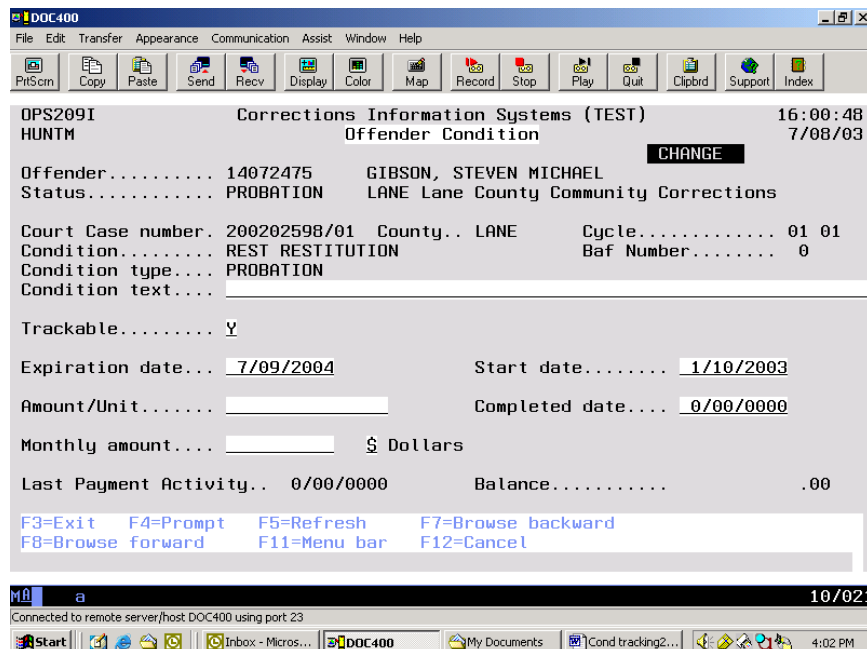 DOC400
File Edit Transfer Appearance Communication Assist Window Help
PrtScrn Copy Paste Send Recv Display Color Map Record Stop Play Quit Clipbrd Support Index
OPS209I Corrections Information Systems (TEST) 16:00:48
HUNTM Offender Condition 7/08/03
CHANGE
Offender.......... 14072475 GIBSON, STEVEN MICHAEL
Status............ PROBATION LANE Lane County Community Corrections
Court Case number. 200202598/01 County.. LANE Cycle............. 01 01
Condition......... REST RESTITUTION Baf Number........ 0
Condition type.... PROBATION
Condition text....
Trackable......... Y
Expiration date... 7/09/2004 Start date........ 1/10/2003
Amount/Unit....... Completed date.... 0/00/0000
Monthly amount.... $ Dollars
Last Payment Activity.. 0/00/0000 Balance........... .00
F3=Exit F4=Prompt F5=Refresh F7=Browse backward
F8=Browse forward F11=Menu bar F12=Cancel
MA a 10/02
Connected to remote server/host DOC400 using port 23
Start Inbox - Micros... DOC400 My Documents Cond tracking2... 4:02 PM